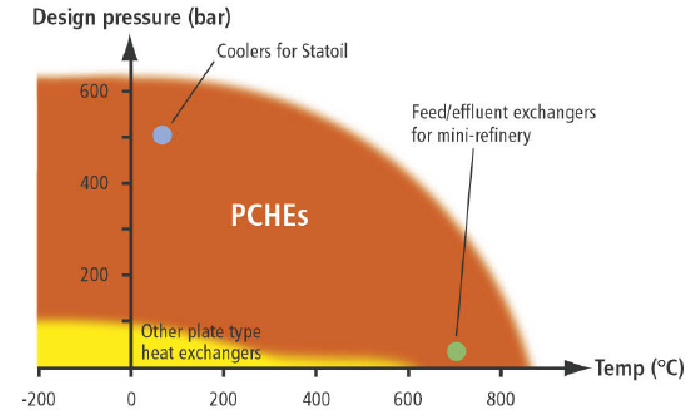 Design pressure (bar)
Coolers for Statoil
600
Feed/effluent exchangers
for mini-refinery
400
PCHEs
200
Other plate type
heat exchangers
Temp (°C)
-200 0 200 400 600 800